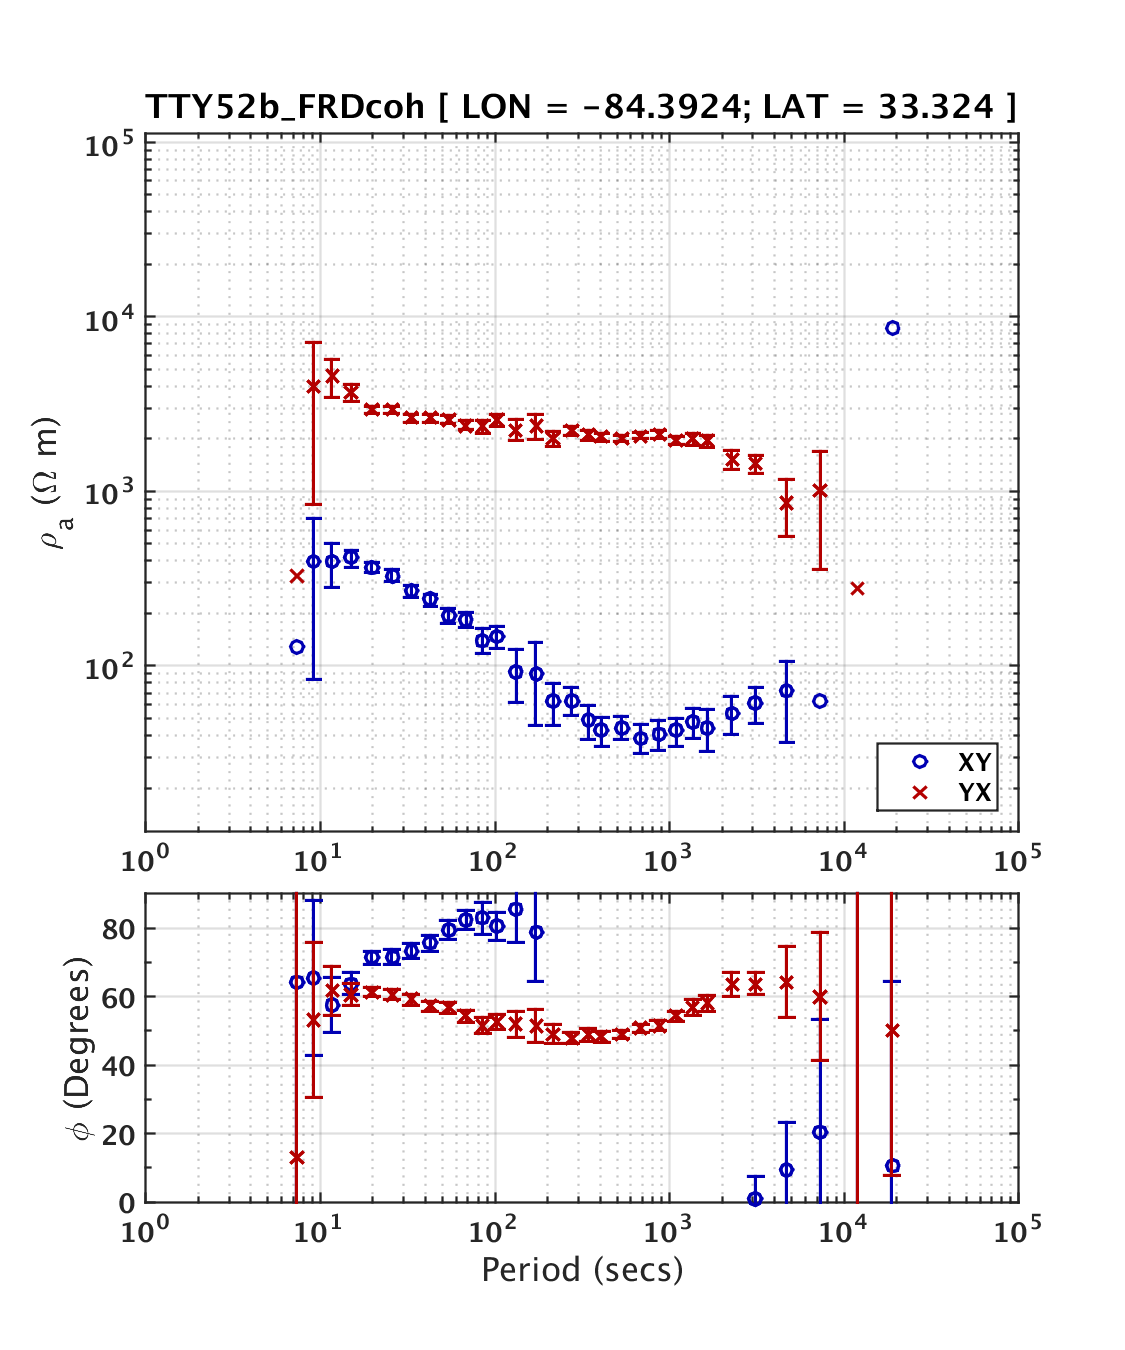 TTY52b_FRDcoh [ LON = -84.3924; LAT = 33.324 ]
10^5
10^4
10^3
10^2
ρ_a (Ω m)
XY
YX
10^0 10^1 10^2 10^3 10^4 10^5
80
60
40
20
0
ϕ (Degrees)
10^0 10^1 10^2 10^3 10^4 10^5
Period (secs)